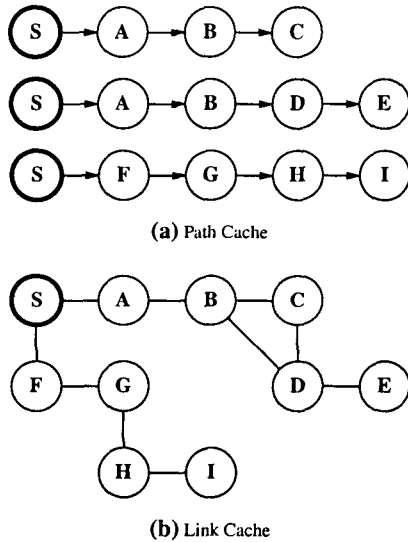 S A B C
S A B D E
S F G H I
(a) Path Cache
S A B C
F G D E
H I
(b) Link Cache